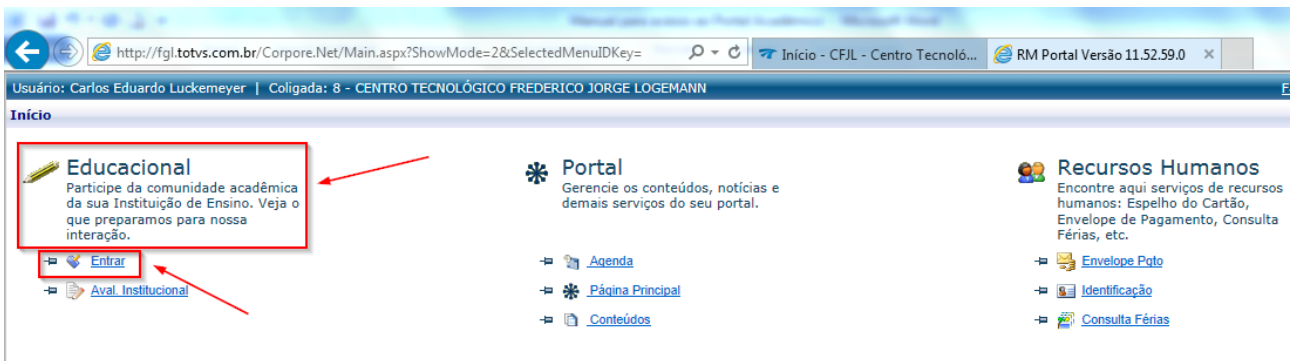 http://fgl.totvs.com.br/Corpore.Net/Main.aspx?ShowMode=2&SelectedMenuIDKey=
Início - CFJL - Centro Tecnoló...
RM Portal Versão 11.52.59.0
Usuário: Carlos Eduardo Luckemeyer | Coligada: 8 - CENTRO TECNOLÓGICO FREDERICO JORGE LOGEMANN
Início
Educacional
Participe da comunidade acadêmica
da sua Instituição de Ensino. Veja o
que preparamos para nossa
interação.
Entrar
Aval. Institucional
Portal
Gerencie os conteúdos, notícias e
demais serviços do seu portal.
Agenda
Página Principal
Conteúdos
Recursos Humanos
Encontre aqui serviços de recursos
humanos: Espelho do Cartão,
Envelope de Pagamento, Consulta
Férias, etc.
Envelope Pgto
Identificação
Consulta Férias